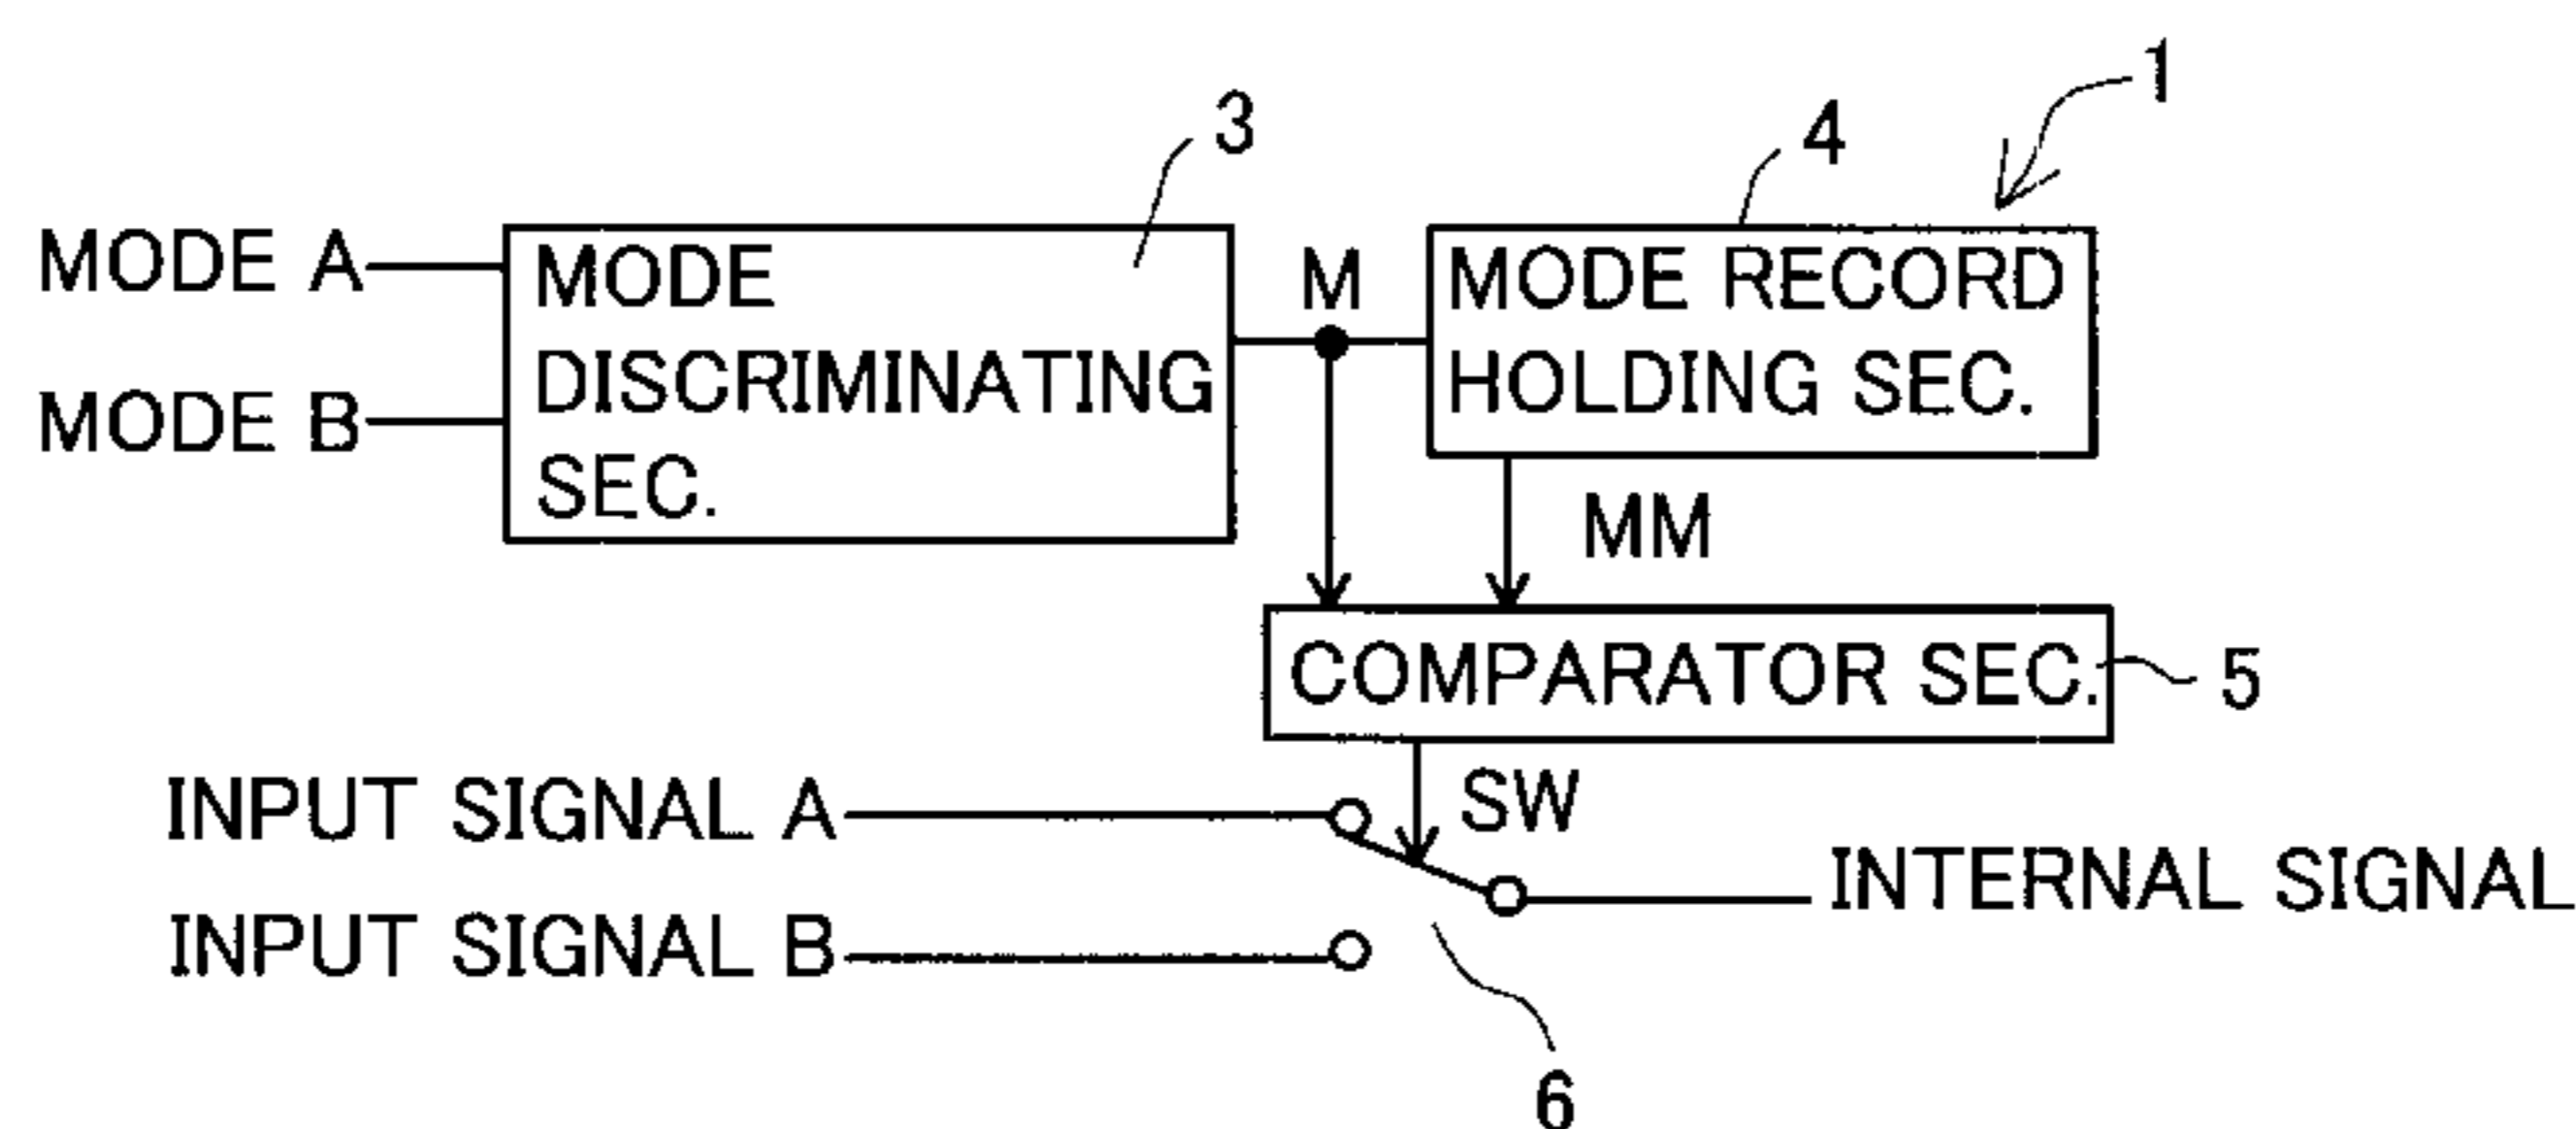 1
3
4
MODE A
MODE
DISCRIMINATING
SEC.
M
MODE RECORD
HOLDING SEC.
MODE B
MM
COMPARATOR SEC.
5
INPUT SIGNAL A
SW
INTERNAL SIGNAL
INPUT SIGNAL B
6